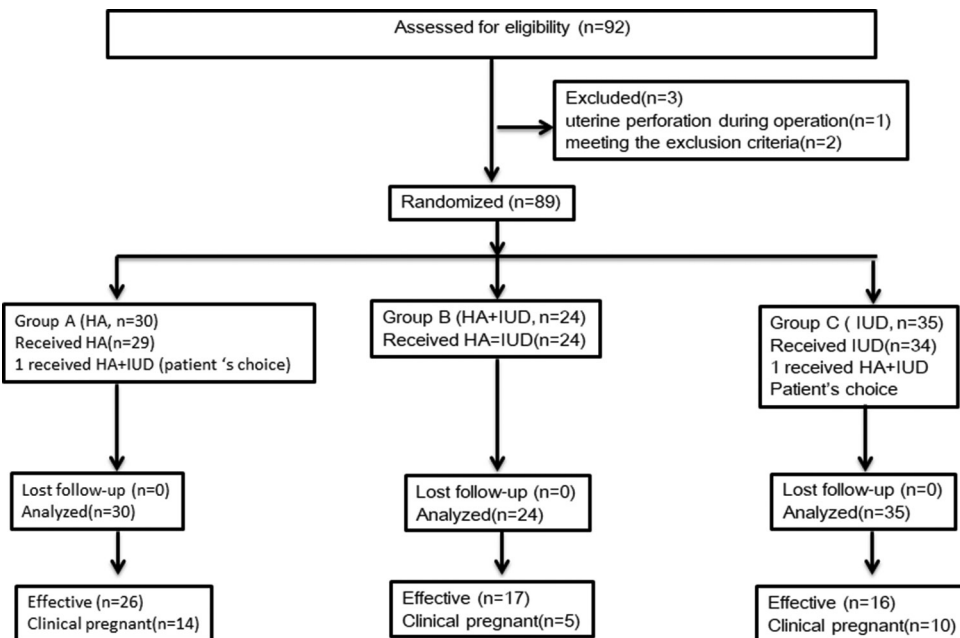 Assessed for eligibility (n=92)
Excluded(n=3)
uterine perforation during operation(n=1)
meeting the exclusion criteria(n=2)
Randomized (n=89)
Group A (HA, n=30)
Received HA(n=29)
1 received HA+IUD (patient ‘s choice)
Group B (HA+IUD, n=24)
Received HA=IUD(n=24)
Group C ( IUD, n=35)
Received IUD(n=34)
1 received HA+IUD
Patient’s choice
Lost follow-up (n=0)
Analyzed(n=30)
Lost follow-up (n=0)
Analyzed(n=24)
Lost follow-up (n=0)
Analyzed(n=35)
Effective (n=26)
Clinical pregnant(n=14)
Effective (n=17)
Clinical pregnant(n=5)
Effective (n=16)
Clinical pregnant(n=10)